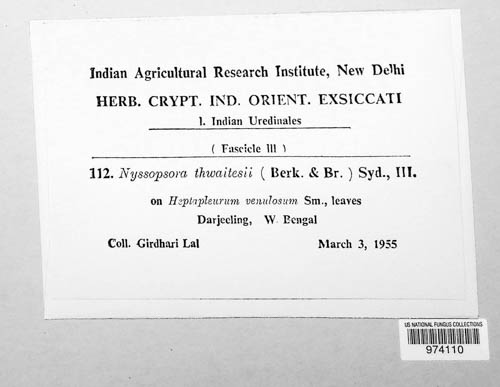 Indian Agricultural Research Institute, New Delhi
HERB. CRYPT. IND. ORIENT. EXSICCATI
1. Indian Uredinales
( Fascicle III )
112. Nyssopsora thwaitesii ( Berk. & Br. ) Syd., III.
on Heptapleurum venulosum Sm., leaves
Darjeeling, W. Bengal
Coll. Girdhari Lal March 3, 1955
US NATIONAL FUNGUS COLLECTIONS
974110